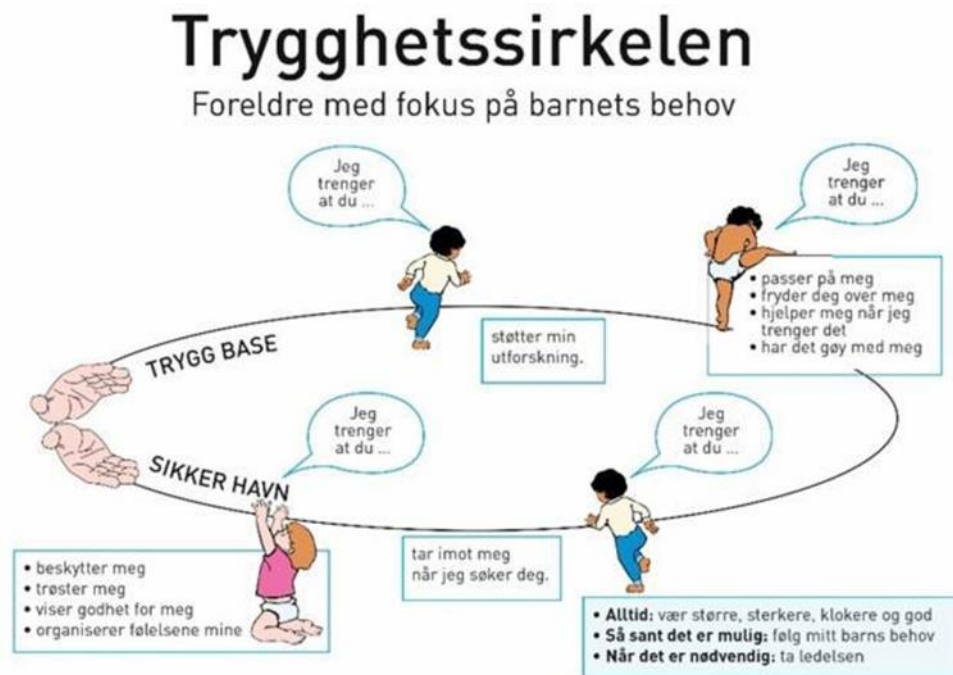 Trygghetssirkelen
Foreldre med fokus på barnets behov
Jeg
trenger
at du ...
Jeg
trenger
at du ...
• passer på meg
• fryder deg over meg
• hjelper meg når jeg
trenger det
• har det gøy med meg
støtter min
utforskning.
TRYGG BASE
Jeg
trenger
at du ...
Jeg
trenger
at du ...
SIKKER HAVN
• beskytter meg
• trøster meg
• viser godhet for meg
• organiserer følelsene mine
tar imot meg
når jeg søker deg.
• Alltid: vær større, sterkere, klokere og god
• Så sant det er mulig: følg mitt barns behov
• Når det er nødvendig: ta ledelsen